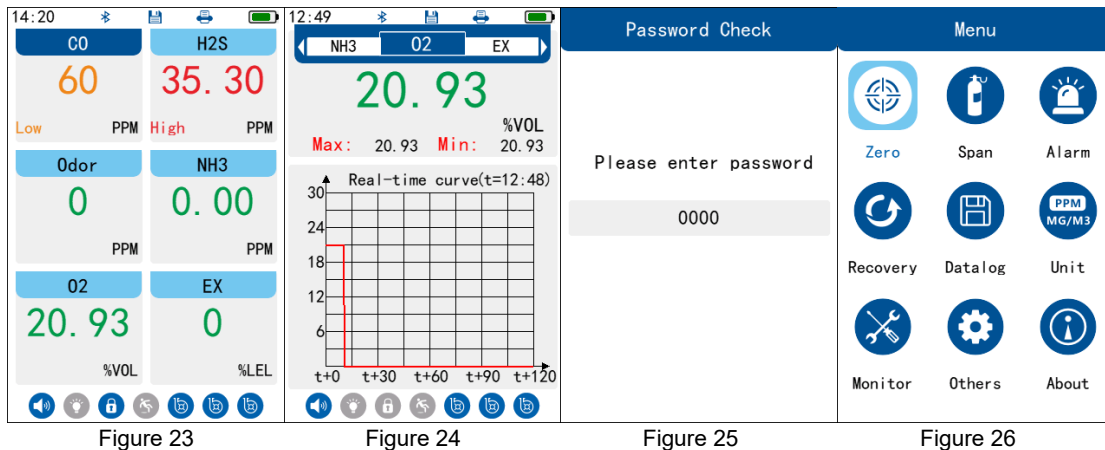 14:20
CO H2S
60 35.30
Low PPM High PPM
Odor NH3
0 0.00
PPM PPM
O2 EX
20.93 0
%VOL %LEL
Figure 23
12:49
NH3 O2 EX
20.93
%VOL
Max: 20.93 Min: 20.93
Real-time curve(t=12:48)
30
24
18
12
6
t+0 t+30 t+60 t+90 t+120
Figure 24
Password Check
Please enter password
0000
Figure 25
Menu
Zero Span Alarm
PPM
MG/M3
Recovery Datalog Unit
Monitor Others About
Figure 26